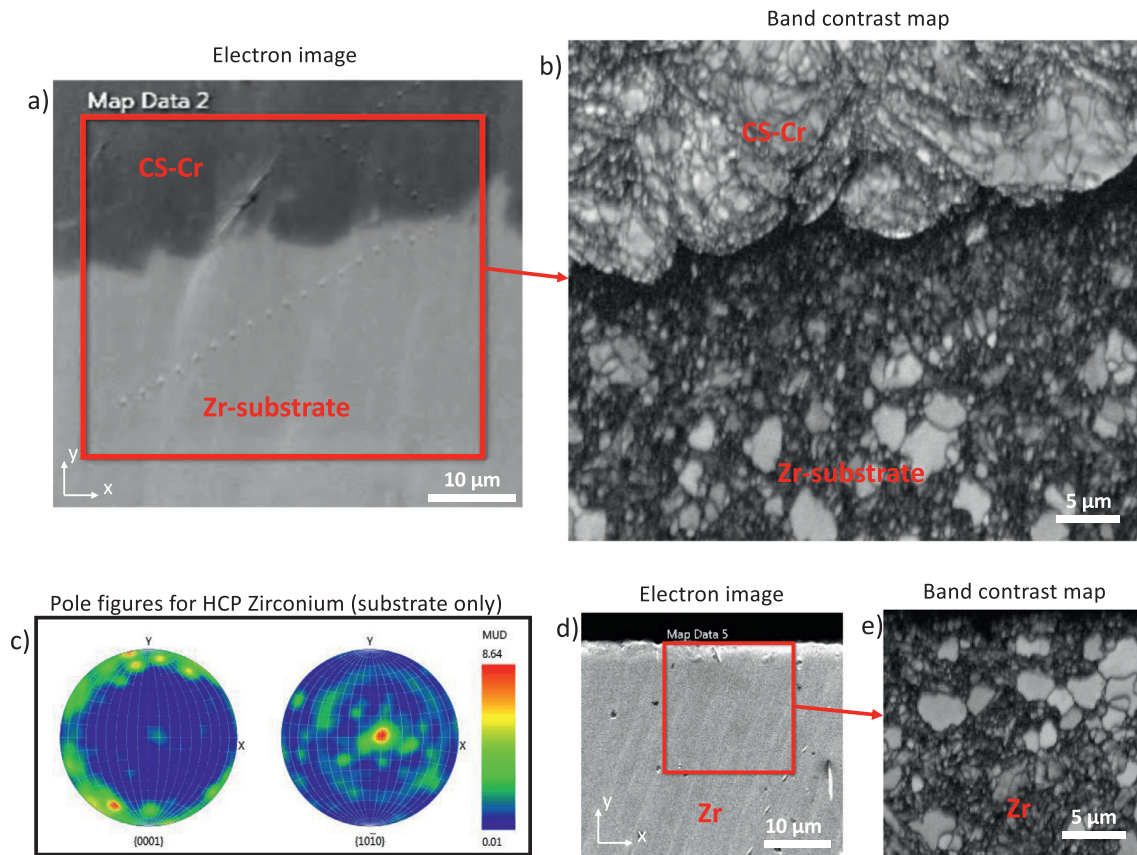 Electron image
Band contrast map
a)
Map Data 2
CS-Cr
Zr-substrate
y
x
10 μm
b)
CS-Cr
Zr-substrate
5 μm
Pole figures for HCP Zirconium (substrate only)
c)
Y
X
{0001}
Y
X
{101̄0}
MUD
8.64
0.01
Electron image
d)
Map Data 5
Zr
y
x
10 μm
Band contrast map
e)
Zr
5 μm